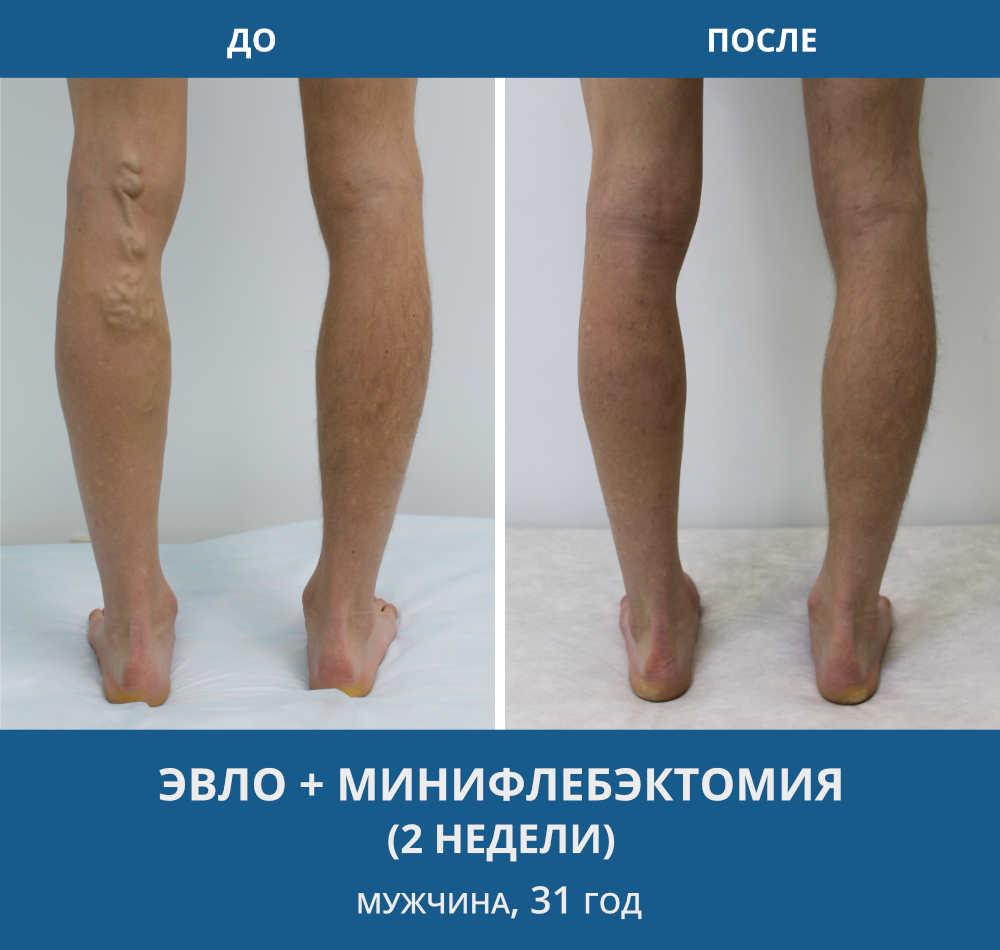 ДО
ПОСЛЕ
ЭВЛО + МИНИФЛЕБЭКТОМИЯ
(2 НЕДЕЛИ)
МУЖЧИНА, 31 ГОД